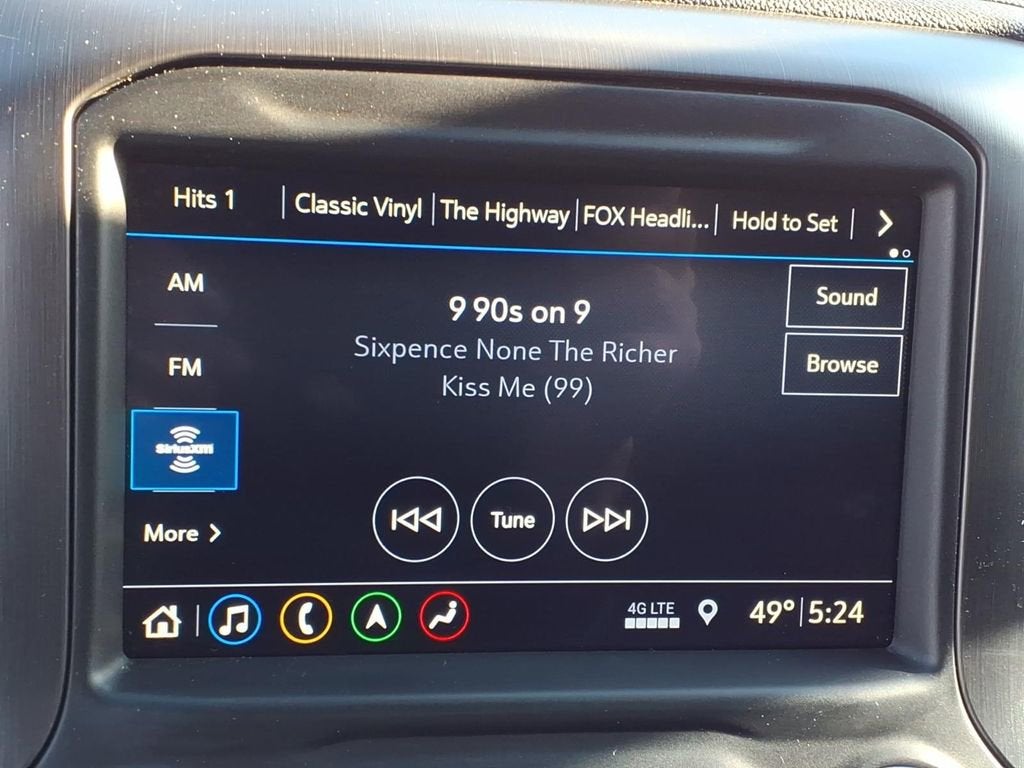 Hits 1 Classic Vinyl The Highway FOX Headli... Hold to Set
AM
FM
SiriusXM
More
9 90s on 9
Sixpence None The Richer
Kiss Me (99)
Tune
Sound
Browse
4G LTE
49° 5:24